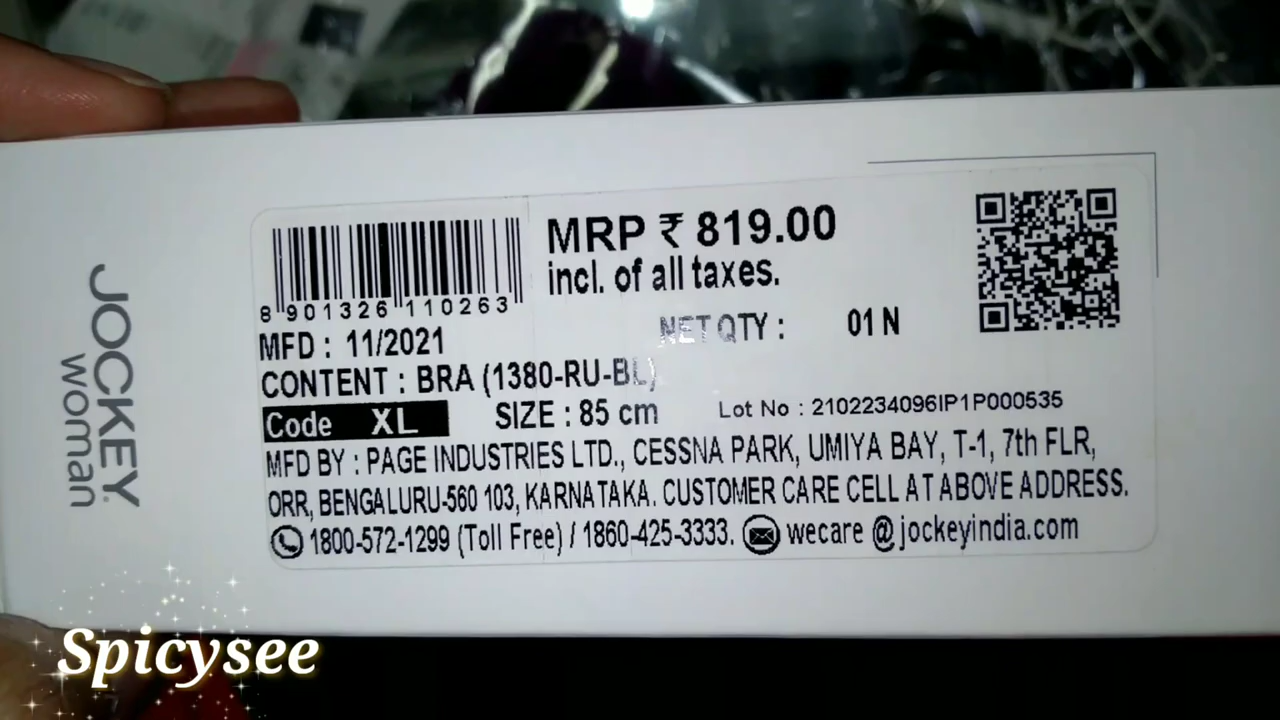 JOCKEY
woman
8 901326 110263
MRP ₹ 819.00
incl. of all taxes.
NET QTY : 01 N
MFD : 11/2021
CONTENT : BRA (1380-RU-BL)
Code XL SIZE : 85 cm Lot No : 2102234096IP1P000535
MFD BY : PAGE INDUSTRIES LTD., CESSNA PARK, UMIYA BAY, T-1, 7th FLR,
ORR, BENGALURU-560 103, KARNATAKA. CUSTOMER CARE CELL AT ABOVE ADDRESS.
1800-572-1299 (Toll Free) / 1860-425-3333. wecare @jockeyindia.com
Spicysee